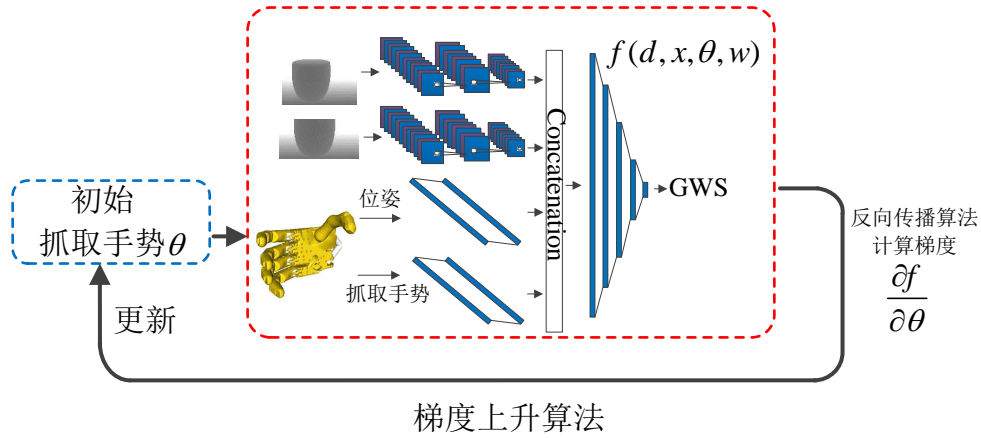 f(d,x,θ,w)
Concatenation
GWS
初始
抓取手势θ
位姿
抓取手势
反向传播算法
计算梯度
∂f
∂θ
更新
梯度上升算法